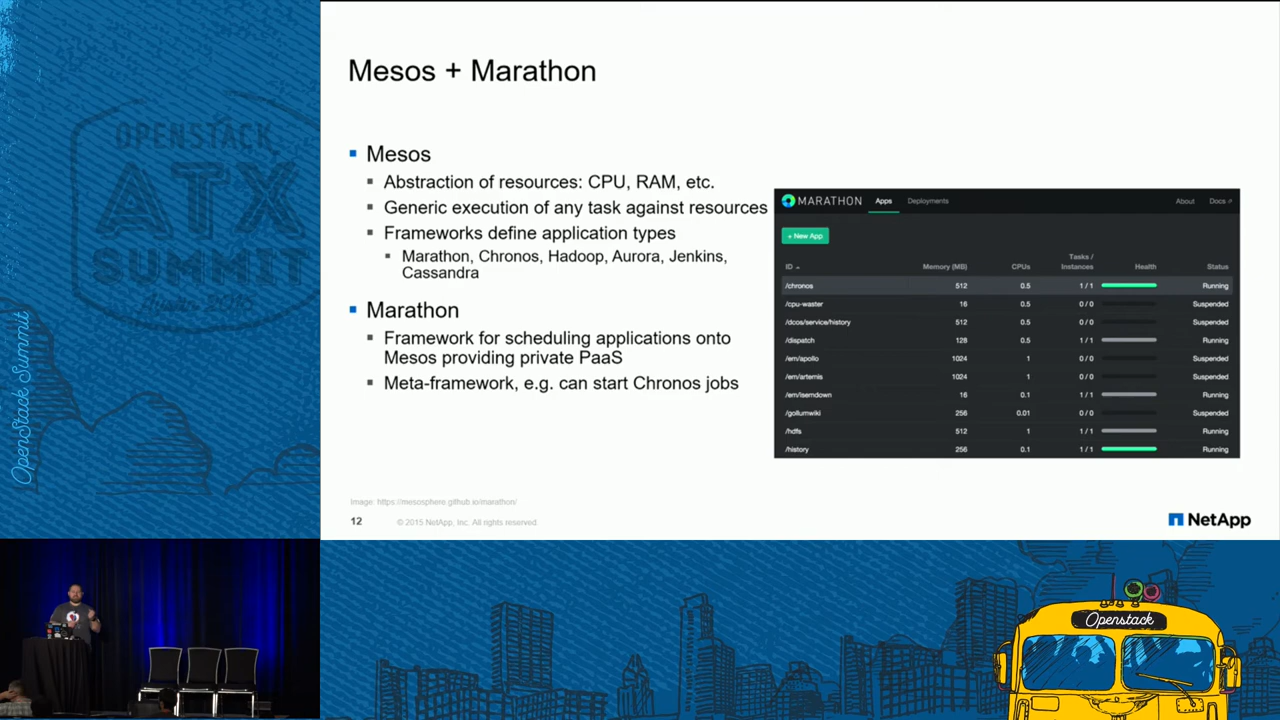 Mesos + Marathon
Mesos
Abstraction of resources: CPU, RAM, etc.
Generic execution of any task against resources
Frameworks define application types
Marathon, Chronos, Hadoop, Aurora, Jenkins,
Cassandra
Marathon
Framework for scheduling applications onto
Mesos providing private PaaS
Meta-framework, e.g. can start Chronos jobs
MARATHON Apps Deployments About Docs
+ New App
ID Memory (MB) CPUs Tasks / Instances Health Status
/chronos 512 0.5 1 / 1 Running
/cpu-waster 16 0.5 0 / 0 Suspended
/dcos/service/history 512 0.5 0 / 0 Suspended
/dispatch 128 0.5 1 / 1 Running
/em/apollo 1024 1 0 / 0 Suspended
/em/artemis 1024 1 0 / 0 Suspended
/em/isemdown 16 0.1 1 / 1 Running
/gollumwiki 256 0.01 0 / 0 Suspended
/hdfs 512 1 1 / 1 Running
/history 256 0.1 1 / 1 Running
Image: https://mesosphere.github.io/marathon/
12 © 2015 NetApp, Inc. All rights reserved
NetApp
OPENSTACK
ATX
SUMMIT
OpenStack Summit
Openstack